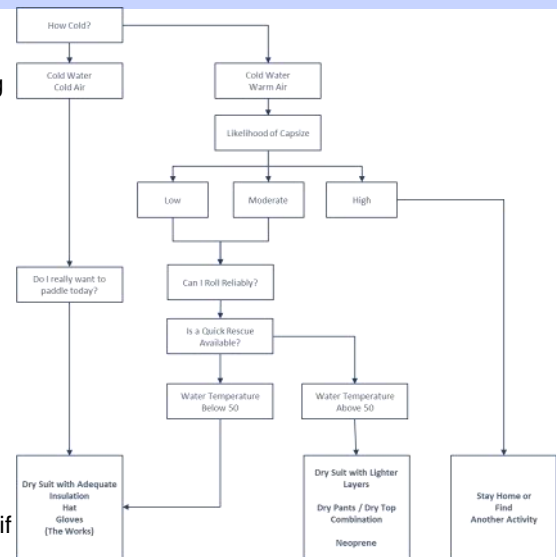 How Cold?
Cold Water
Cold Air
Cold Water
Warm Air
Likelihood of Capsize
Low
Moderate
High
Do I really want to
paddle today?
Can I Roll Reliably?
Is a Quick Rescue
Available?
Water Temperature
Below 50
Water Temperature
Above 50
Dry Suit with Adequate
Insulation
Hat
Gloves
(The Works)
if
Dry Suit with Lighter
Layers
Dry Pants / Dry Top
Combination
Neoprene
Stay Home or
Find
Another Activity